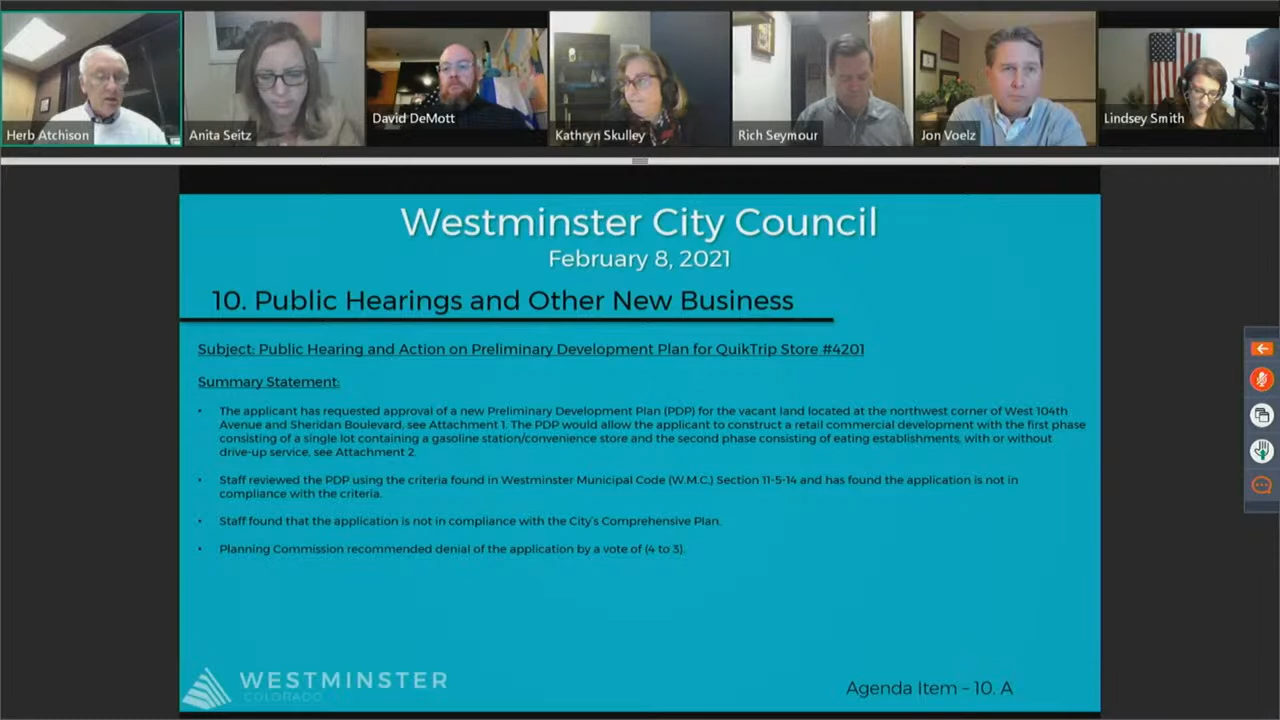 Herb Atchison
Anita Seitz
David DeMott
Kathryn Skulley
Rich Seymour
Jon Voelz
Lindsey Smith
Westminster City Council
February 8, 2021
10. Public Hearings and Other New Business
Subject: Public Hearing and Action on Preliminary Development Plan for QuikTrip Store #4201
Summary Statement:
• The applicant has requested approval of a new Preliminary Development Plan (PDP) for the vacant land located at the northwest corner of West 104th
Avenue and Sheridan Boulevard, see Attachment 1. The PDP would allow the applicant to construct a retail commercial development with the first phase
consisting of a single lot containing a gasoline station/convenience store and the second phase consisting of eating establishments, with or without
drive-up service, see Attachment 2.
• Staff reviewed the PDP using the criteria found in Westminster Municipal Code (W.M.C.) Section 11-5-14 and has found the application is not in
compliance with the criteria.
• Staff found that the application is not in compliance with the City's Comprehensive Plan.
• Planning Commission recommended denial of the application by a vote of (4 to 3).
WESTMINSTER
COLORADO
Agenda Item – 10. A